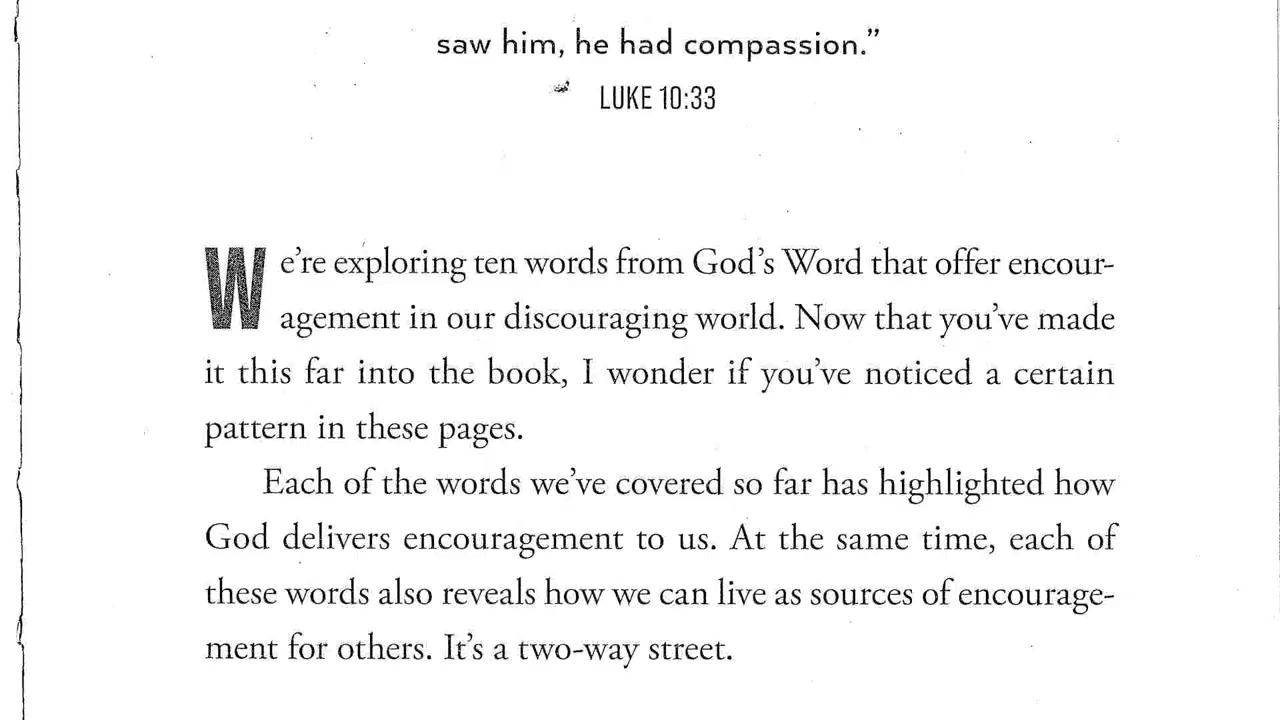 saw him, he had compassion.”
LUKE 10:33
We’re exploring ten words from God’s Word that offer encour-
agement in our discouraging world. Now that you’ve made
it this far into the book, I wonder if you’ve noticed a certain
pattern in these pages.
Each of the words we’ve covered so far has highlighted how
God delivers encouragement to us. At the same time, each of
these words also reveals how we can live as sources of encourage-
ment for others. It’s a two-way street.